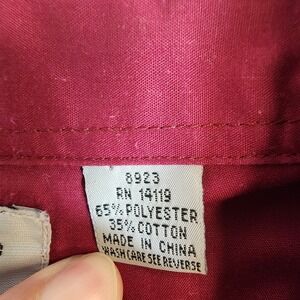 8923
RN 14119
65% POLYESTER
35% COTTON
MADE IN CHINA
WASH CARE SEE REVERSE